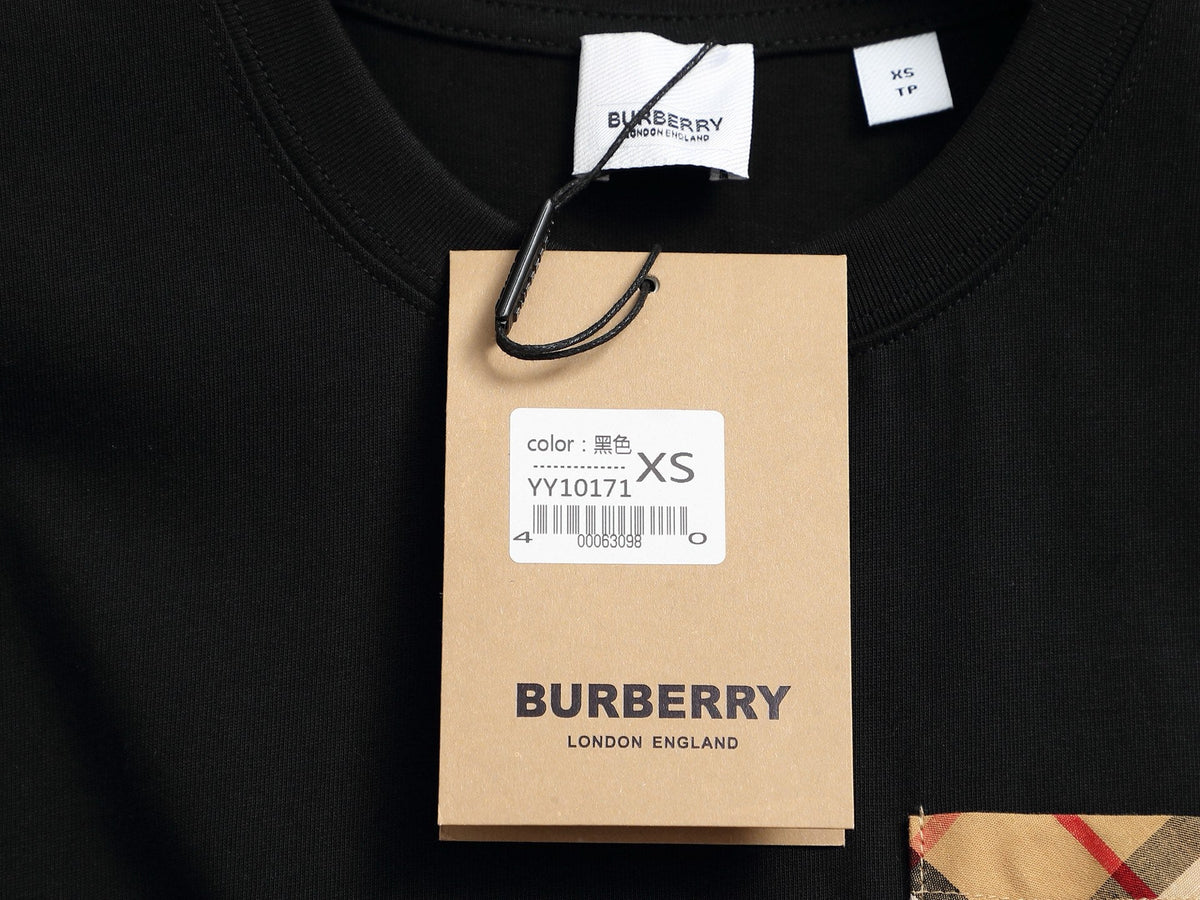 BURBERRY
LONDON ENGLAND
XS
TP
color : 黑色
XS
YY10171
4 00063098 0
BURBERRY
LONDON ENGLAND